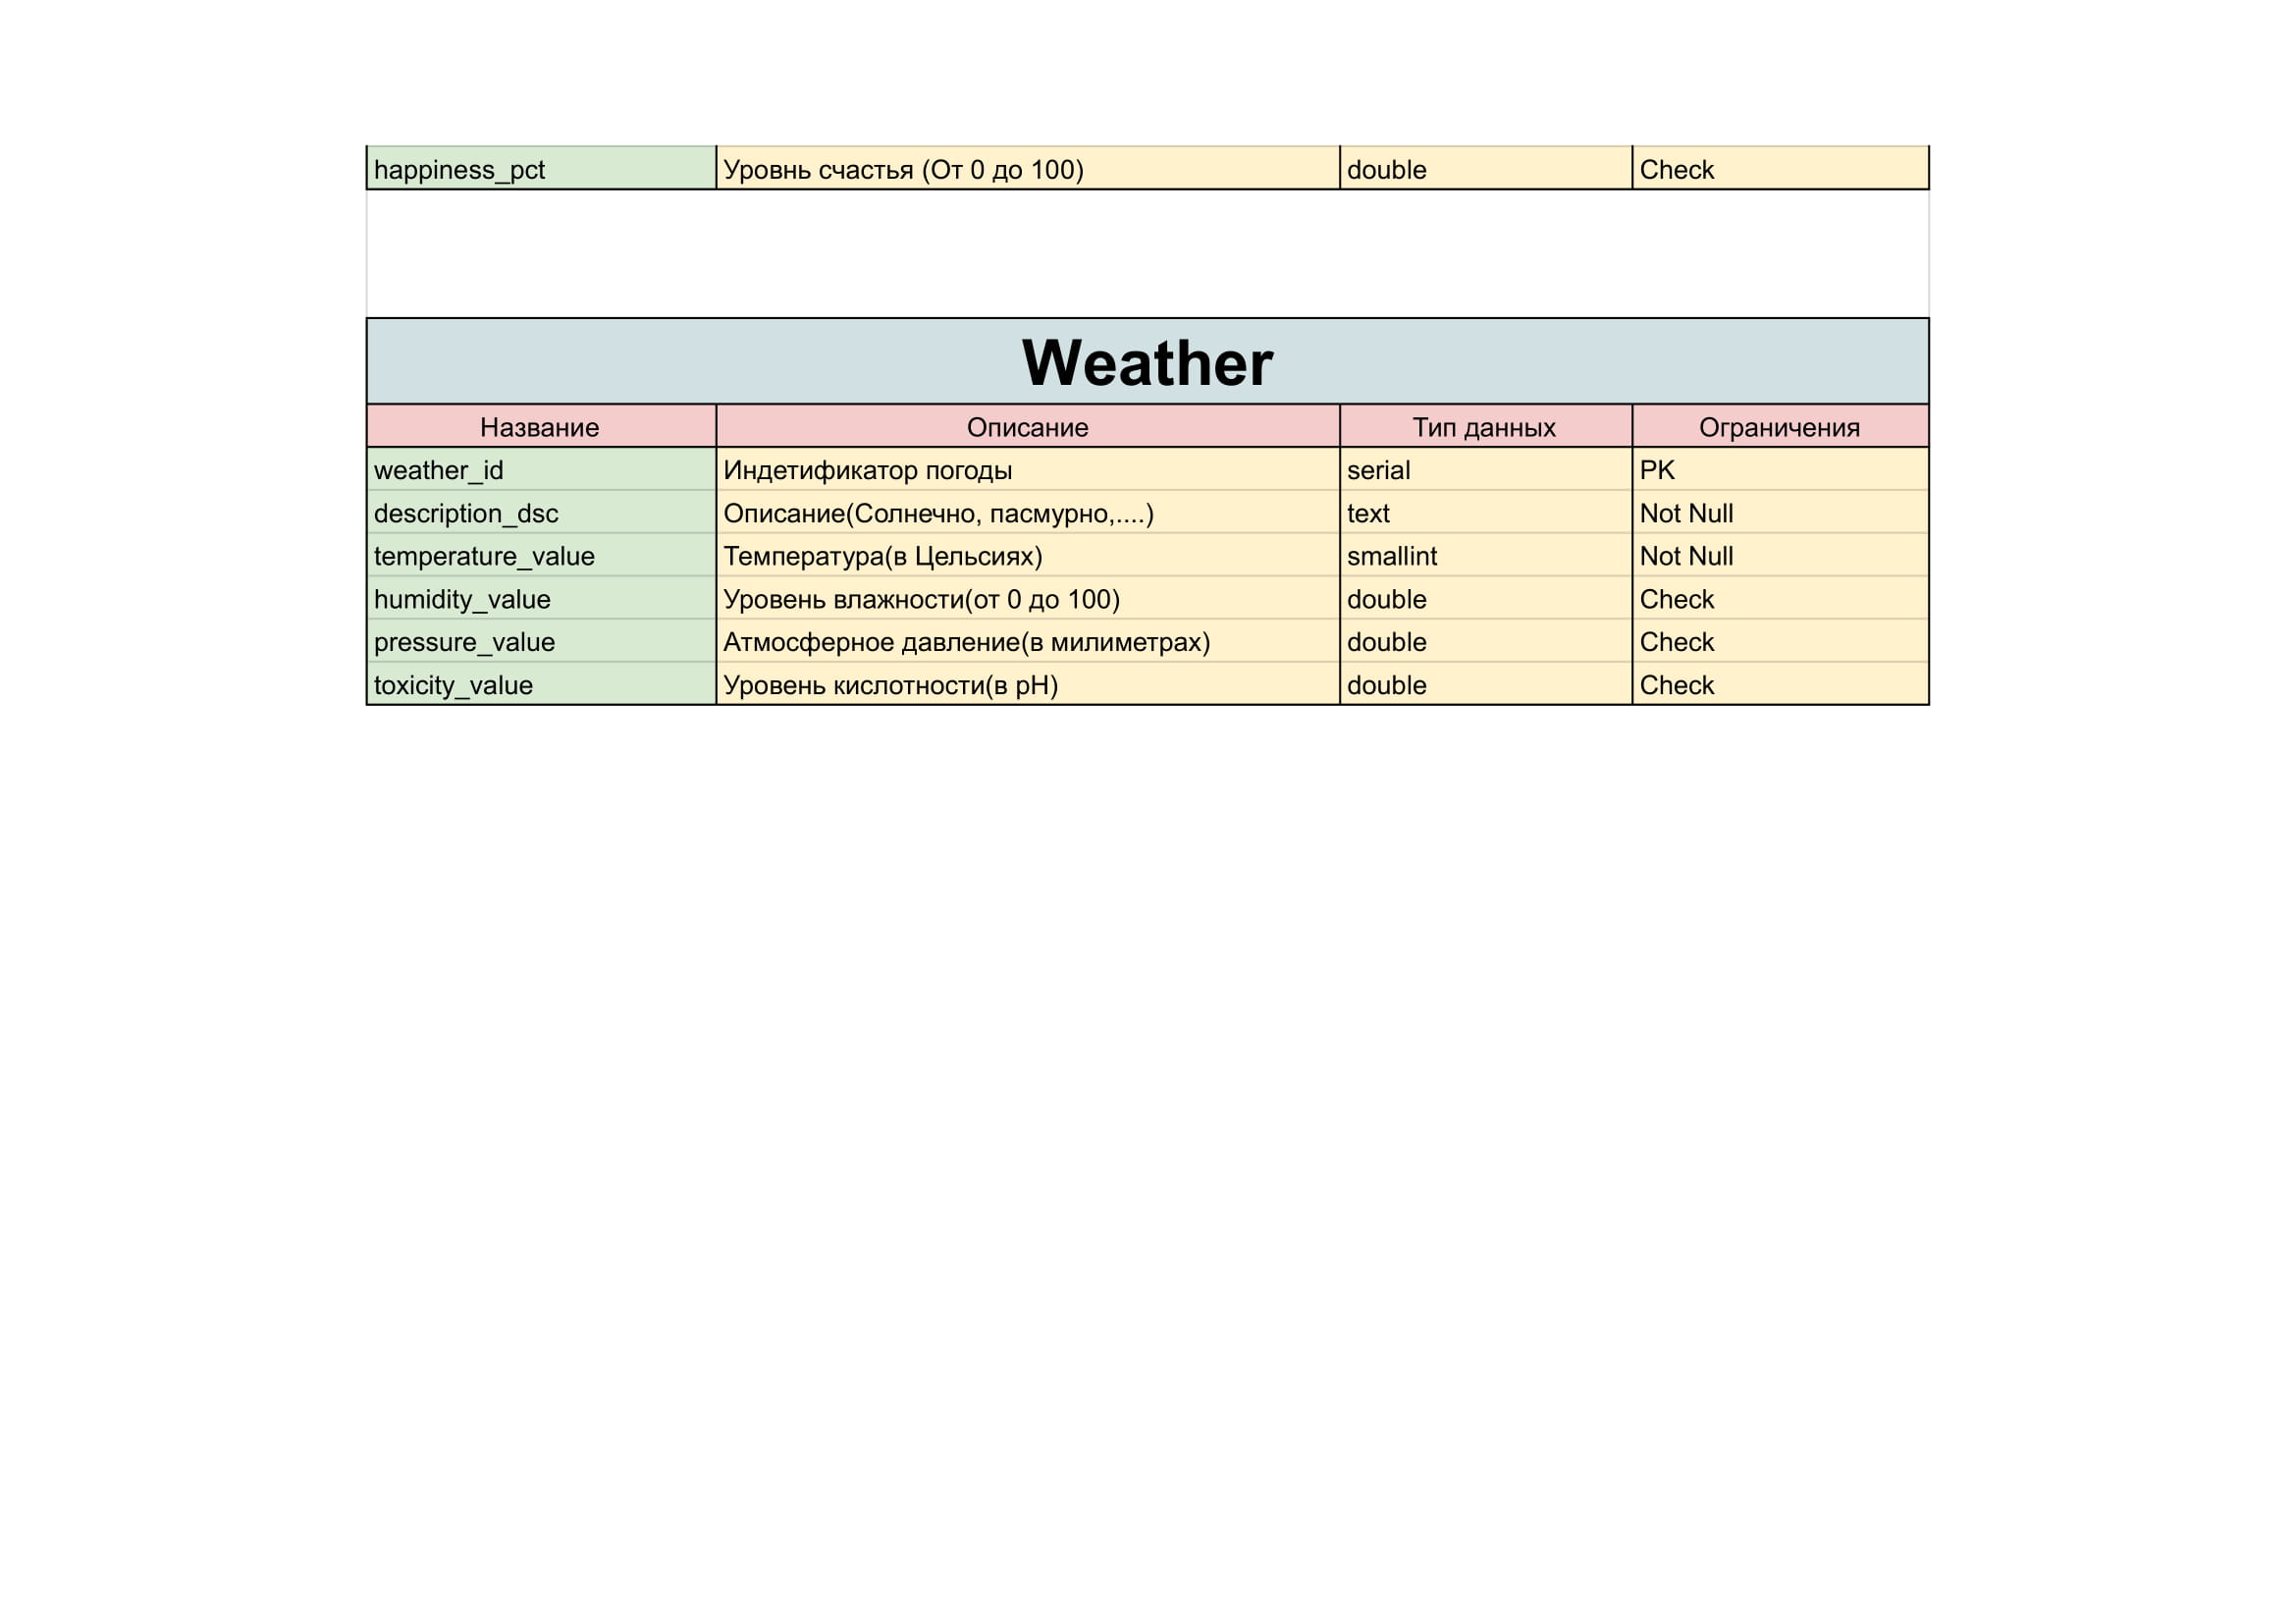 happiness_pct Уровнь счастья (От 0 до 100) double Check
Weather
Название Описание Тип данных Ограничения
weather_id Индетификатор погоды serial PK
description_dsc Описание(Солнечно, пасмурно,....) text Not Null
temperature_value Температура(в Цельсиях) smallint Not Null
humidity_value Уровень влажности(от 0 до 100) double Check
pressure_value Атмосферное давление(в милиметрах) double Check
toxicity_value Уровень кислотности(в pH) double Check